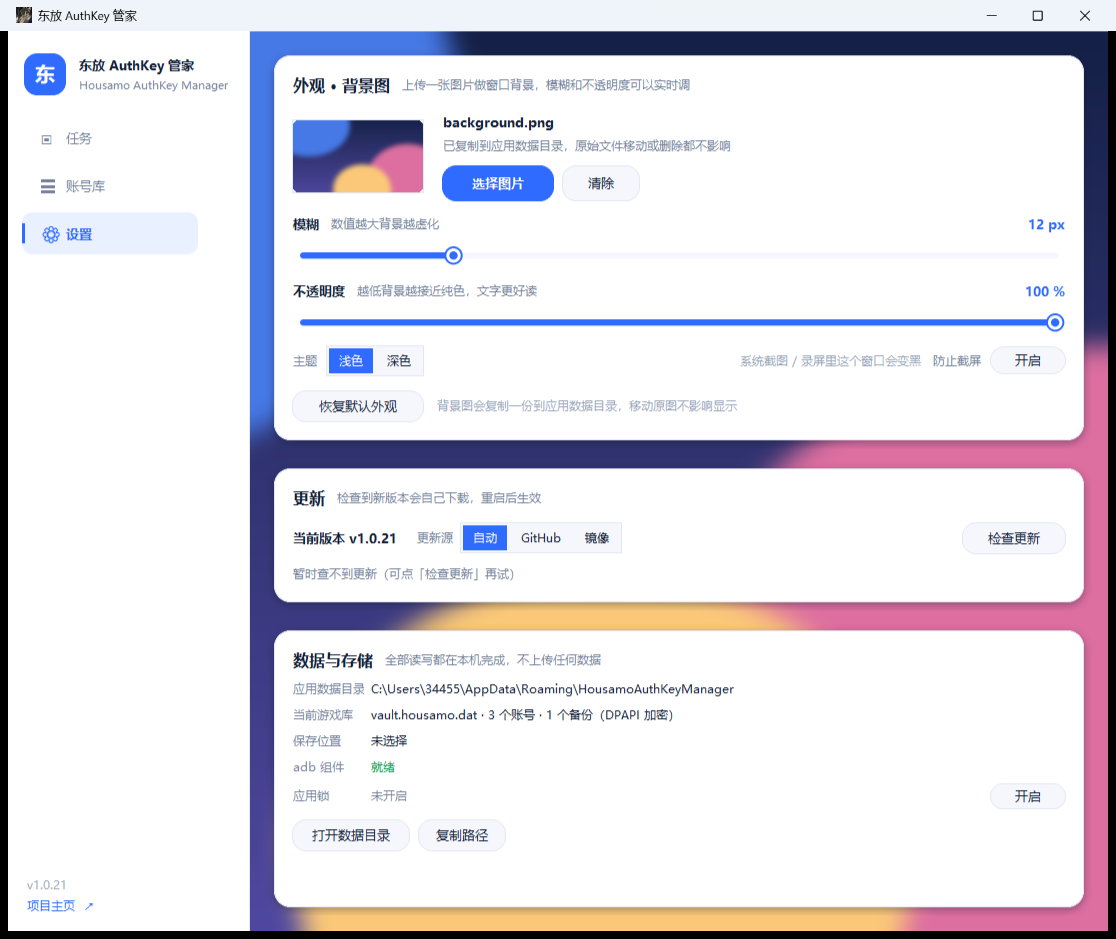 东放 AuthKey 管家
东
东放 AuthKey 管家
Housamo AuthKey Manager
任务
账号库
设置
v1.0.21
项目主页 ↗
外观 • 背景图 上传一张图片做窗口背景，模糊和不透明度可以实时调
background.png
已复制到应用数据目录，原始文件移动或删除都不影响
选择图片 清除
模糊 数值越大背景越虚化 12 px
不透明度 越低背景越接近纯色，文字更好读 100 %
主题 浅色 深色 系统截图 / 录屏里这个窗口会变黑 防止截屏 开启
恢复默认外观 背景图会复制一份到应用数据目录，移动原图不影响显示
更新 检查到新版本会自己下载，重启后生效
当前版本 v1.0.21 更新源 自动 GitHub 镜像 检查更新
暂时查不到更新（可点「检查更新」再试）
数据与存储 全部读写都在本机完成，不上传任何数据
应用数据目录 C:\Users\34455\AppData\Roaming\HousamoAuthKeyManager
当前游戏库 vault.housamo.dat · 3 个账号 · 1 个备份（DPAPI 加密）
保存位置 未选择
adb 组件 就绪
应用锁 未开启 开启
打开数据目录 复制路径